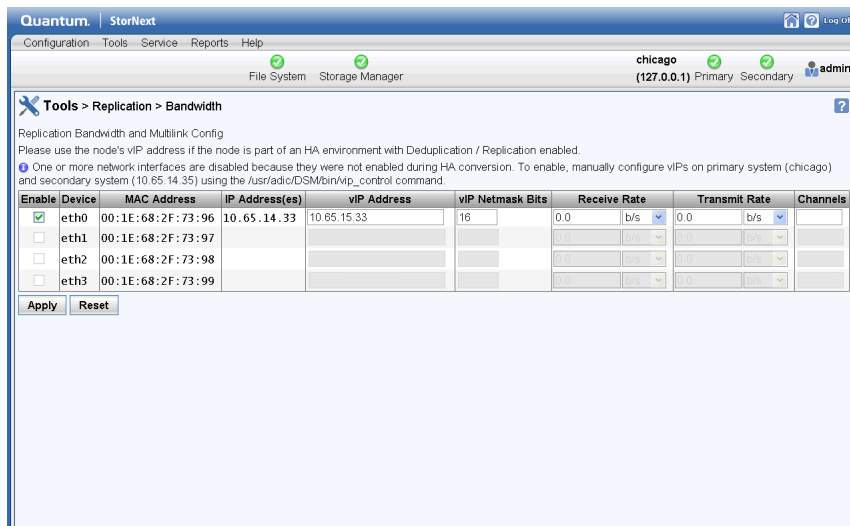 Quantum. | StorNext Log Of
Configuration Tools Service Reports Help
File System Storage Manager
chicago
(127.0.0.1) Primary Secondary
admin
Tools > Replication > Bandwidth
Replication Bandwidth and Multilink Config
Please use the node's vIP address if the node is part of an HA environment with Deduplication / Replication enabled.
One or more network interfaces are disabled because they were not enabled during HA conversion. To enable, manually configure vIPs on primary system (chicago)
and secondary system (10.65.14.35) using the /usr/adic/DSM/bin/vip_control command.
Enable Device MAC Address IP Address(es) vIP Address vIP Netmask Bits Receive Rate Transmit Rate Channels
eth0 00:1E:68:2F:73:96 10.65.14.33 10.65.15.33 16 0.0 b/s 0.0 b/s
eth1 00:1E:68:2F:73:97 0.0 b/s 0.0 b/s
eth2 00:1E:68:2F:73:98 0.0 b/s 0.0 b/s
eth3 00:1E:68:2F:73:99 0.0 b/s 0.0 b/s
Apply Reset